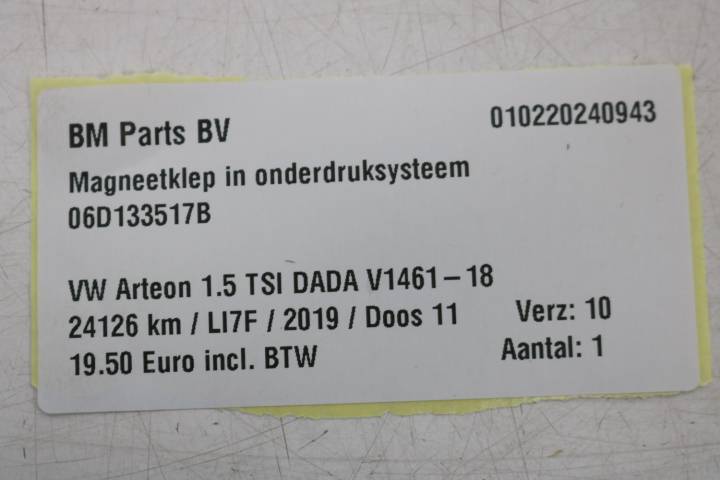 BM Parts BV 010220240943
Magneetklep in onderdruksysteem
06D133517B
VW Arteon 1.5 TSI DADA V1461-18
24126 km / LI7F / 2019 / Doos 11 Verz: 10
19.50 Euro incl. BTW Aantal: 1